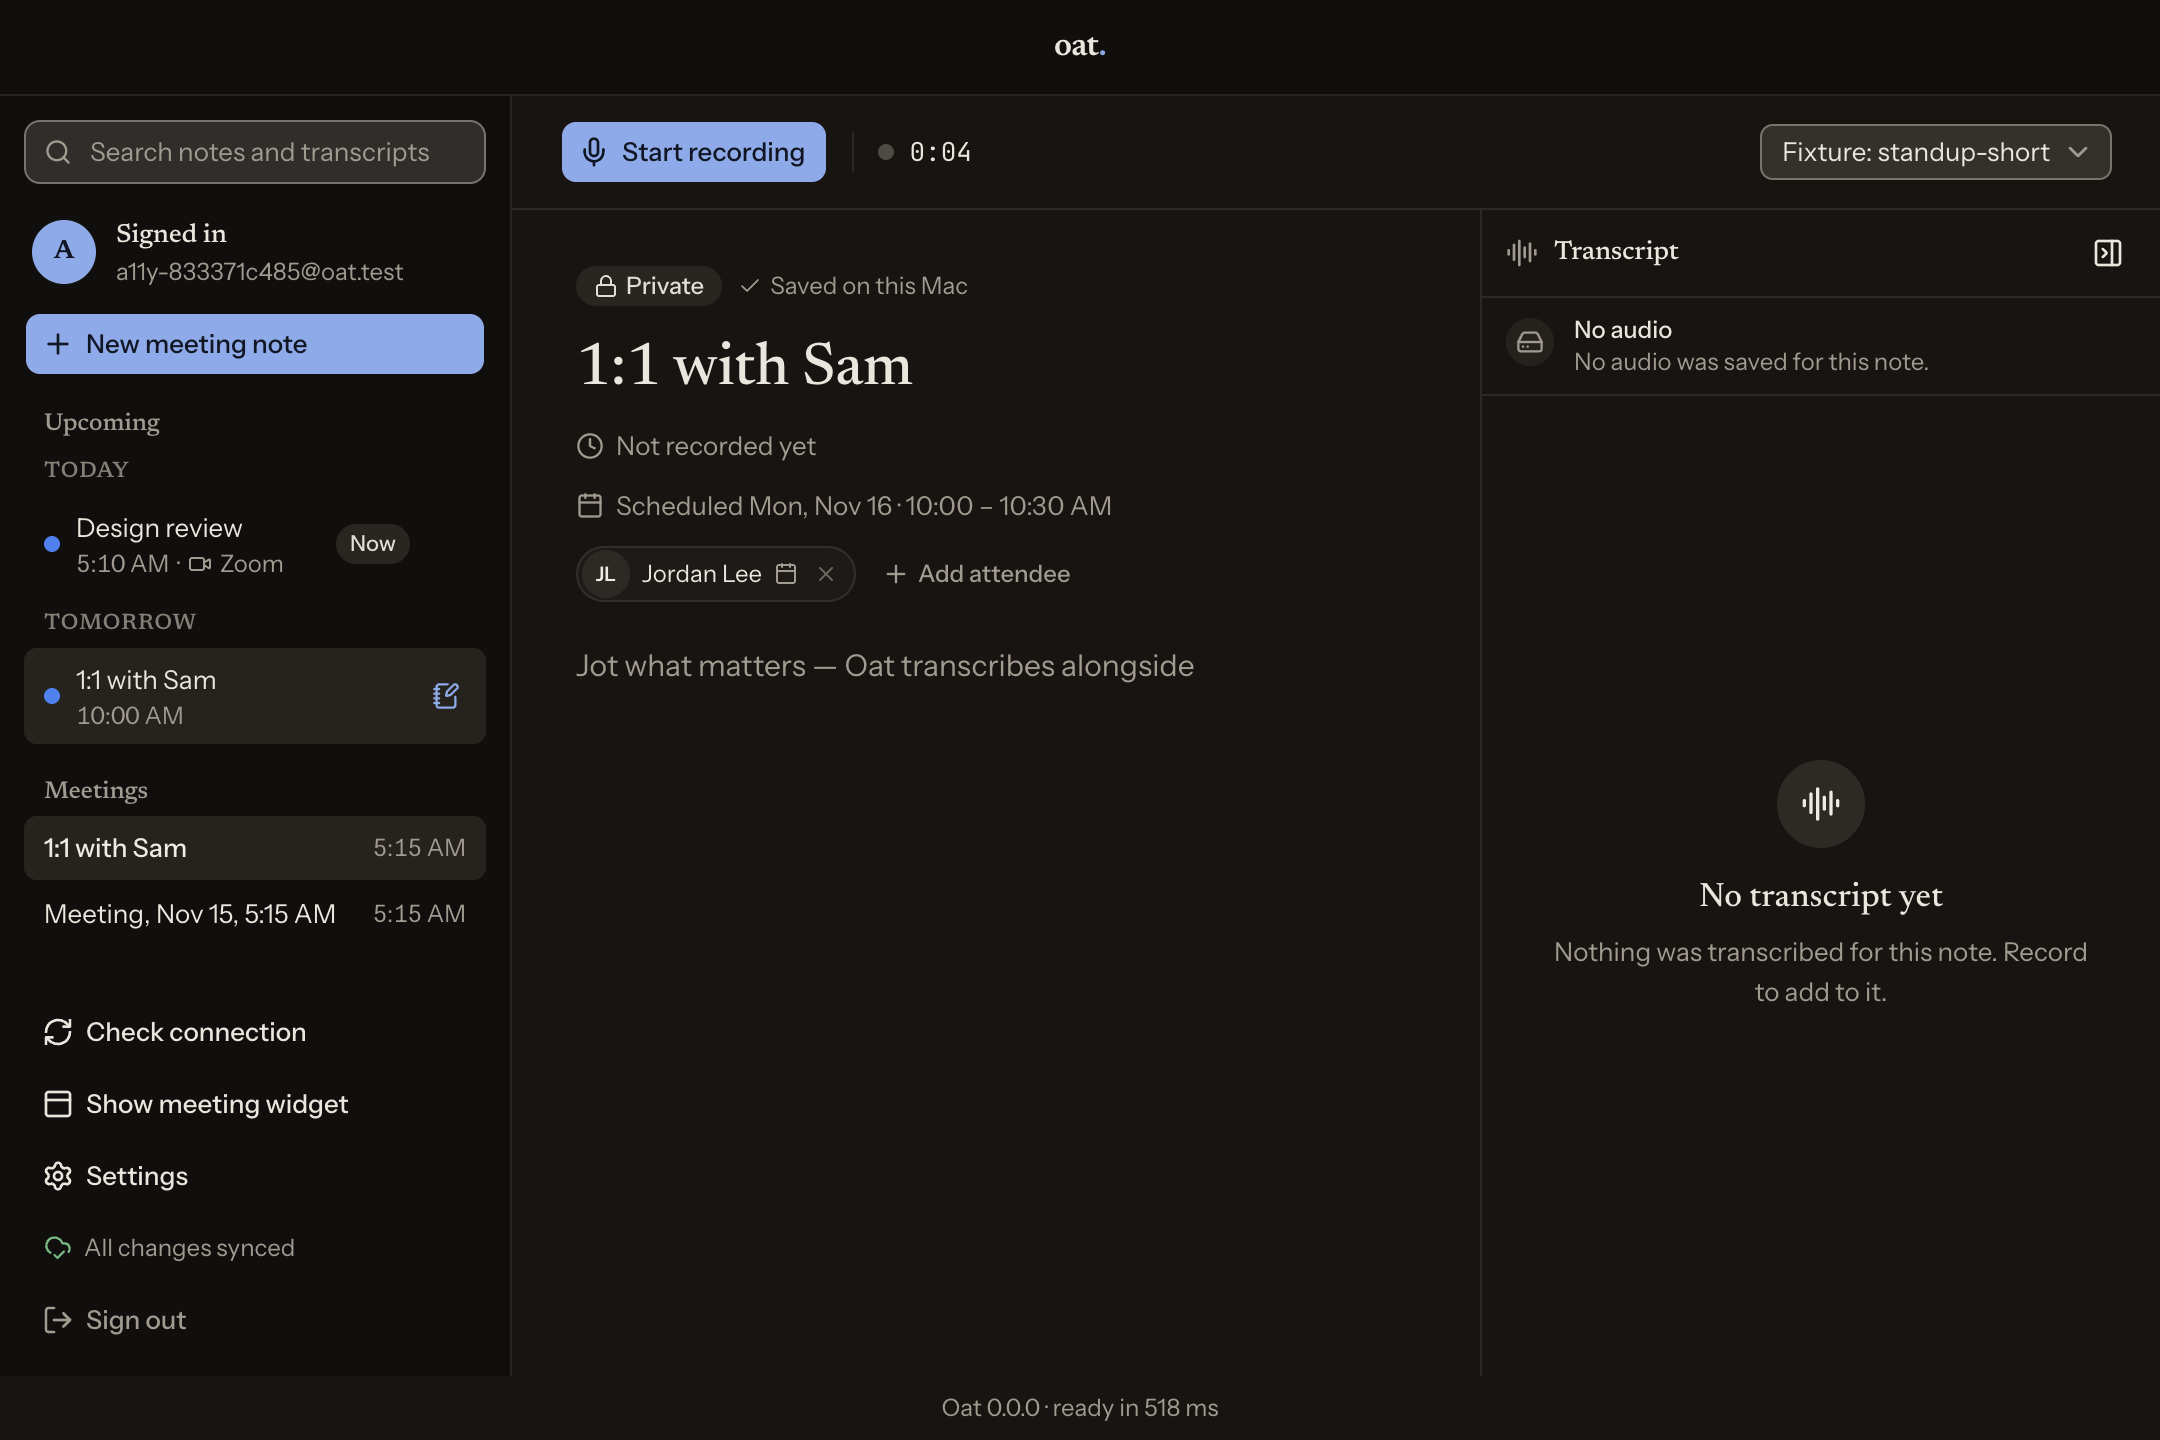 oat.
Search notes and transcripts
A
Signed in
a11y-833371c485@oat.test
New meeting note
Upcoming
TODAY
Design review
5:10 AM · Zoom
Now
TOMORROW
1:1 with Sam
10:00 AM
Meetings
1:1 with Sam 5:15 AM
Meeting, Nov 15, 5:15 AM 5:15 AM
Check connection
Show meeting widget
Settings
All changes synced
Sign out
Start recording
0:04
Fixture: standup-short
Private
Saved on this Mac
1:1 with Sam
Not recorded yet
Scheduled Mon, Nov 16 · 10:00 – 10:30 AM
JL Jordan Lee
Add attendee
Jot what matters — Oat transcribes alongside
Transcript
No audio
No audio was saved for this note.
No transcript yet
Nothing was transcribed for this note. Record
to add to it.
Oat 0.0.0 · ready in 518 ms